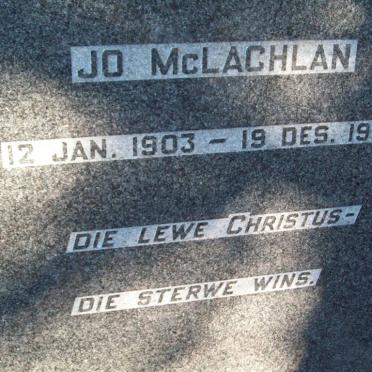 JO McLACHLAN
12 JAN. 1903 - 19 DES. 19
DIE LEWE CHRISTUS-
DIE STERWE WINS.